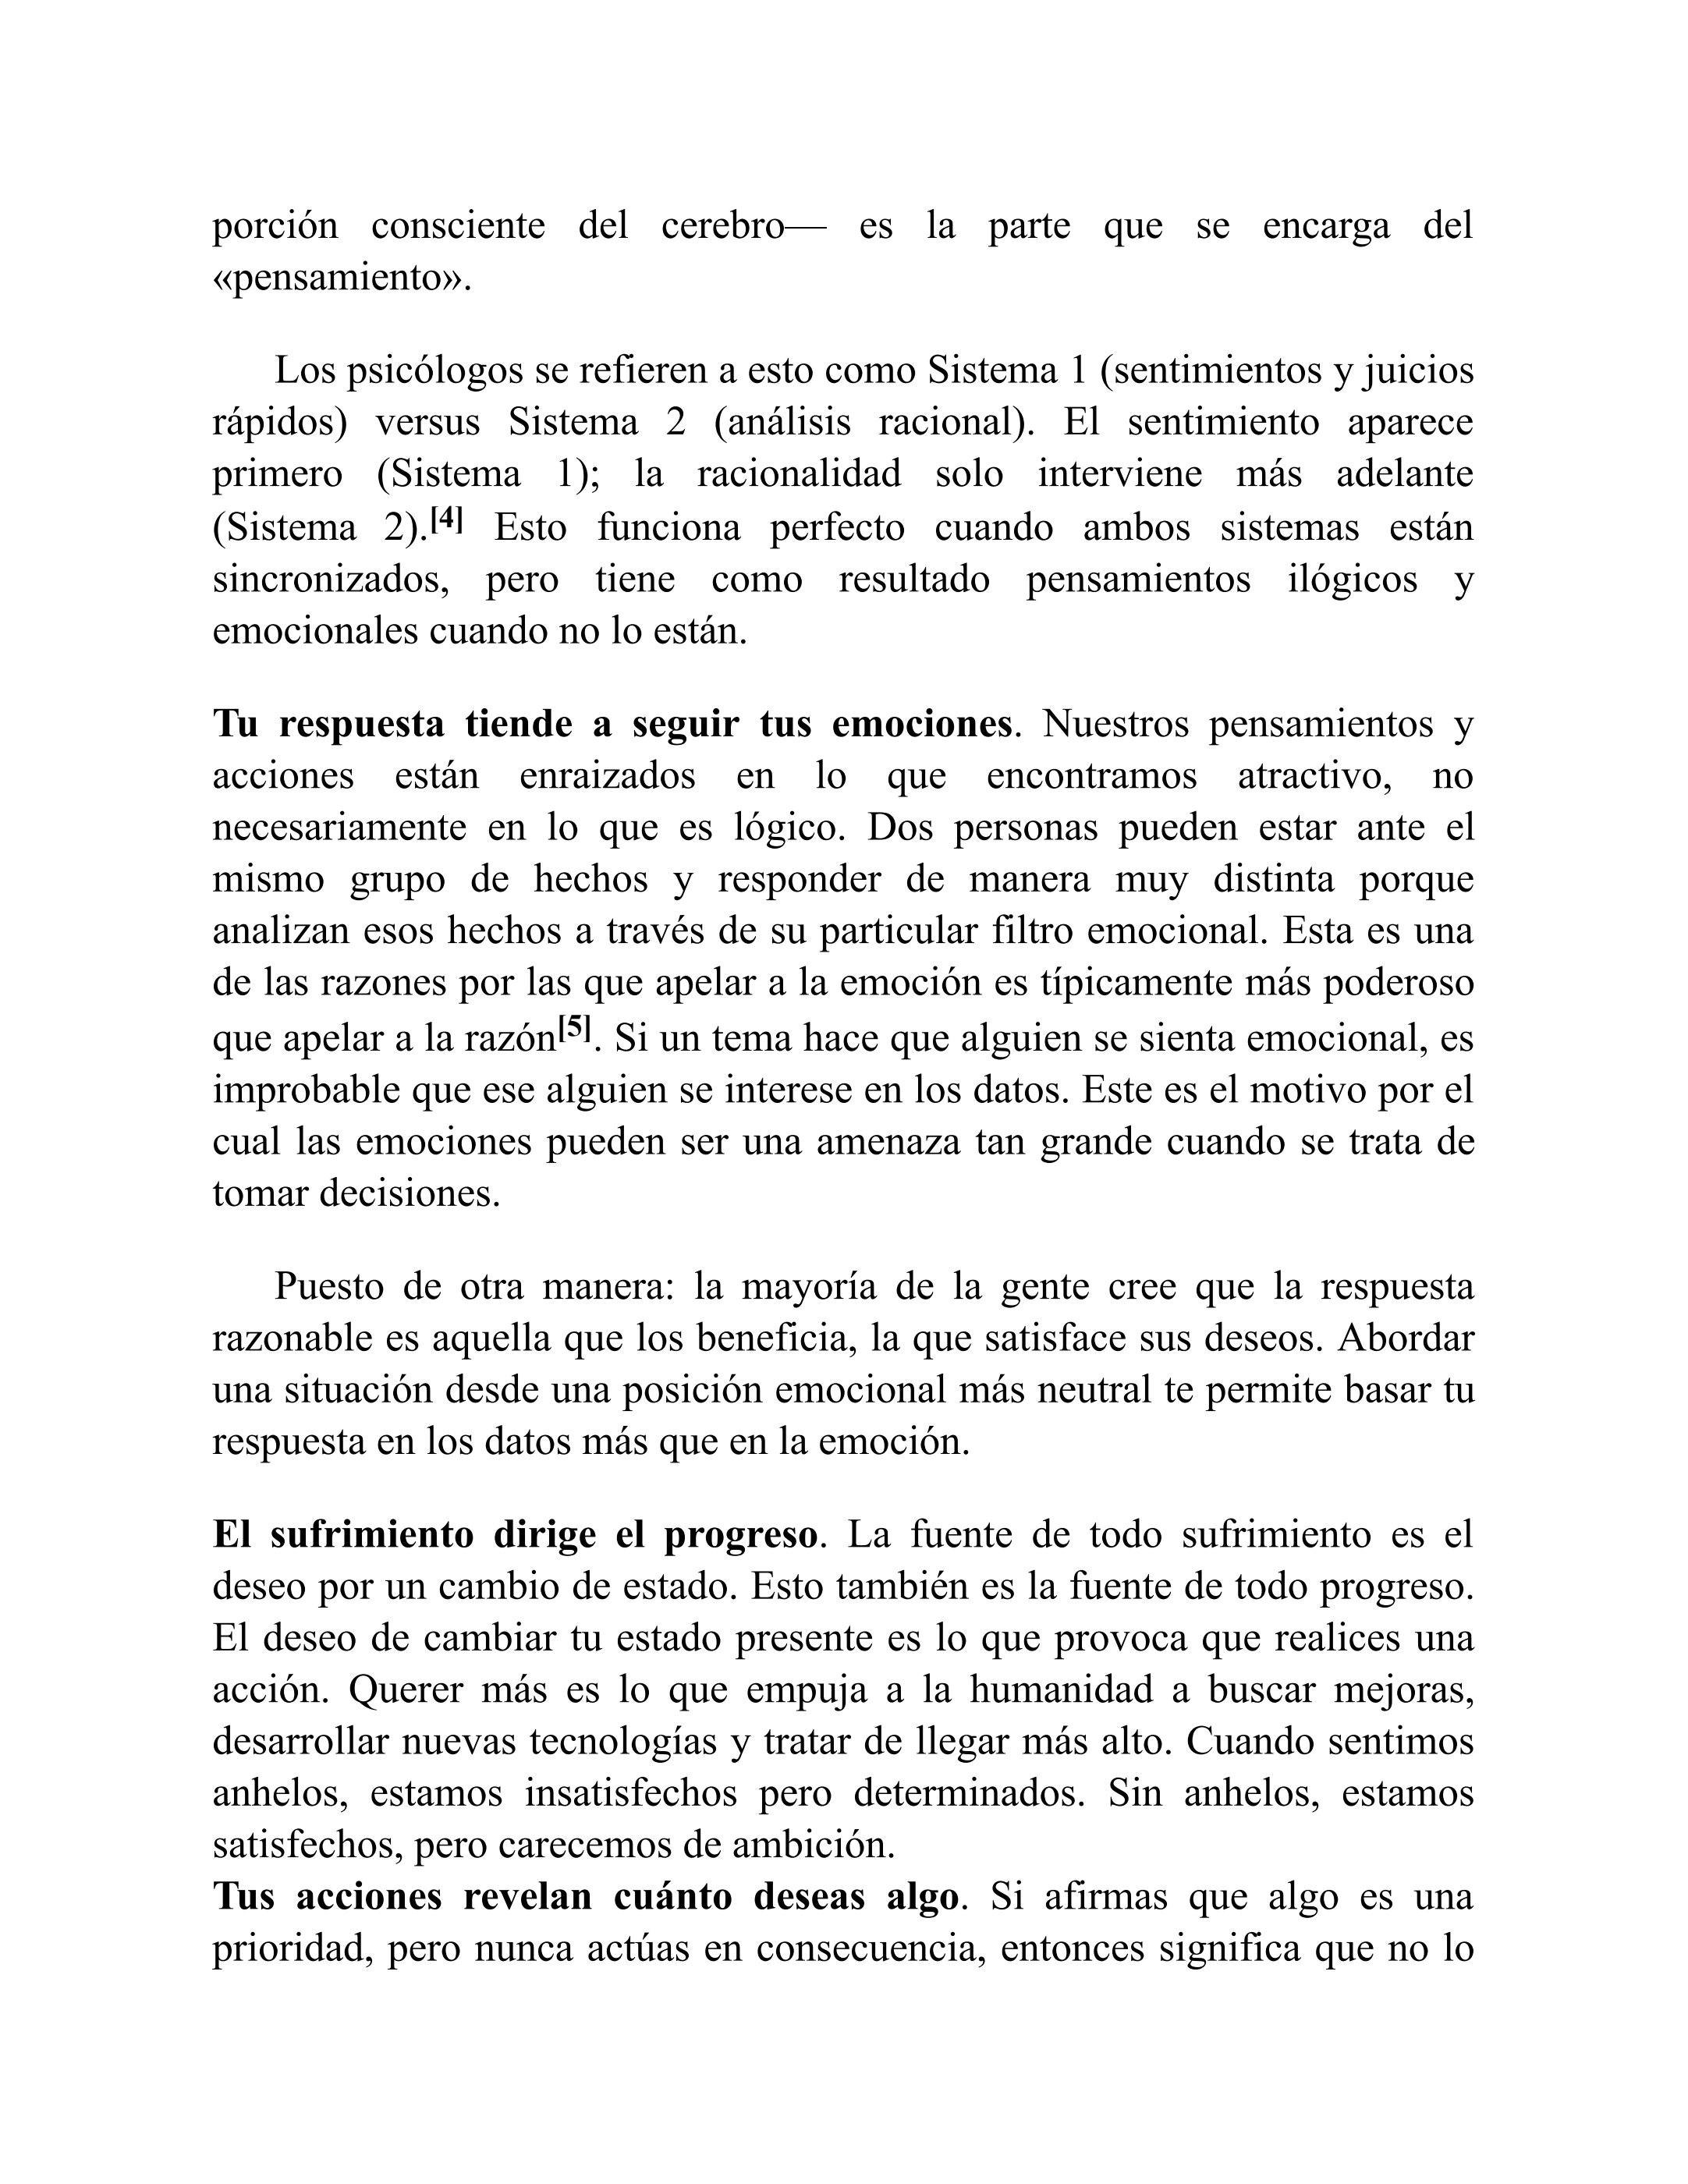 porción consciente del cerebro— es la parte que se encarga del
«pensamiento».
Los psicólogos se refieren a esto como Sistema 1 (sentimientos y juicios
rápidos) versus Sistema 2 (análisis racional). El sentimiento aparece
primero (Sistema 1); la racionalidad solo interviene más adelante
(Sistema 2).[4] Esto funciona perfecto cuando ambos sistemas están
sincronizados, pero tiene como resultado pensamientos ilógicos y
emocionales cuando no lo están.
Tu respuesta tiende a seguir tus emociones. Nuestros pensamientos y
acciones están enraizados en lo que encontramos atractivo, no
necesariamente en lo que es lógico. Dos personas pueden estar ante el
mismo grupo de hechos y responder de manera muy distinta porque
analizan esos hechos a través de su particular filtro emocional. Esta es una
de las razones por las que apelar a la emoción es típicamente más poderoso
que apelar a la razón[5]. Si un tema hace que alguien se sienta emocional, es
improbable que ese alguien se interese en los datos. Este es el motivo por el
cual las emociones pueden ser una amenaza tan grande cuando se trata de
tomar decisiones.
Puesto de otra manera: la mayoría de la gente cree que la respuesta
razonable es aquella que los beneficia, la que satisface sus deseos. Abordar
una situación desde una posición emocional más neutral te permite basar tu
respuesta en los datos más que en la emoción.
El sufrimiento dirige el progreso. La fuente de todo sufrimiento es el
deseo por un cambio de estado. Esto también es la fuente de todo progreso.
El deseo de cambiar tu estado presente es lo que provoca que realices una
acción. Querer más es lo que empuja a la humanidad a buscar mejoras,
desarrollar nuevas tecnologías y tratar de llegar más alto. Cuando sentimos
anhelos, estamos insatisfechos pero determinados. Sin anhelos, estamos
satisfechos, pero carecemos de ambición.
Tus acciones revelan cuánto deseas algo. Si afirmas que algo es una
prioridad, pero nunca actúas en consecuencia, entonces significa que no lo